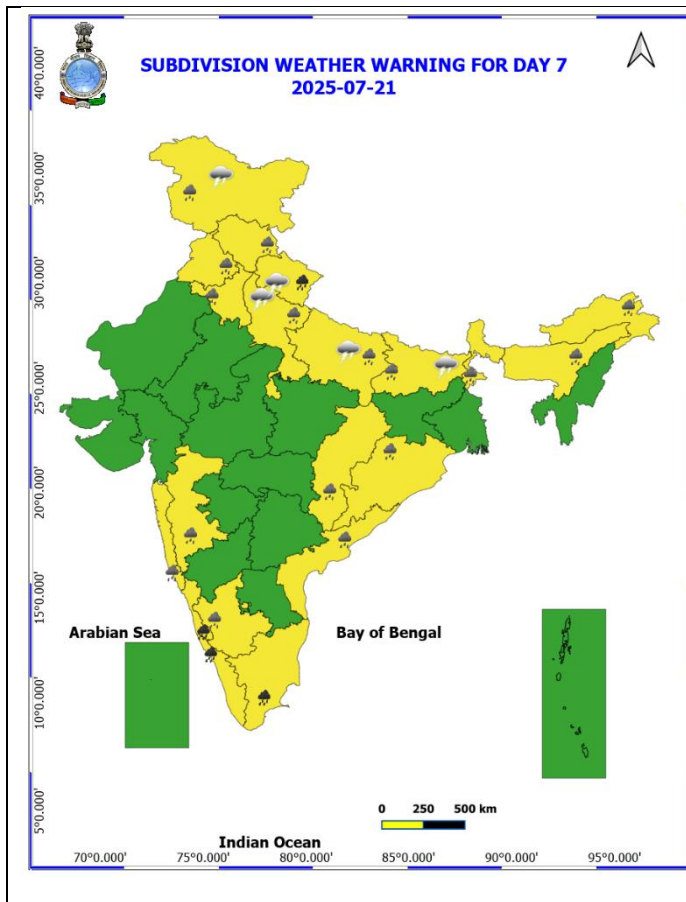 SUBDIVISION WEATHER WARNING FOR DAY 7
2025-07-21
40°0.000'
35°0.000'
30°0.000'
25°0.000'
20°0.000'
15°0.000'
10°0.000'
5°0.000'
Arabian Sea
Bay of Bengal
0 250 500 km
Indian Ocean
70°0.000' 75°0.000' 80°0.000' 85°0.000' 90°0.000' 95°0.000'